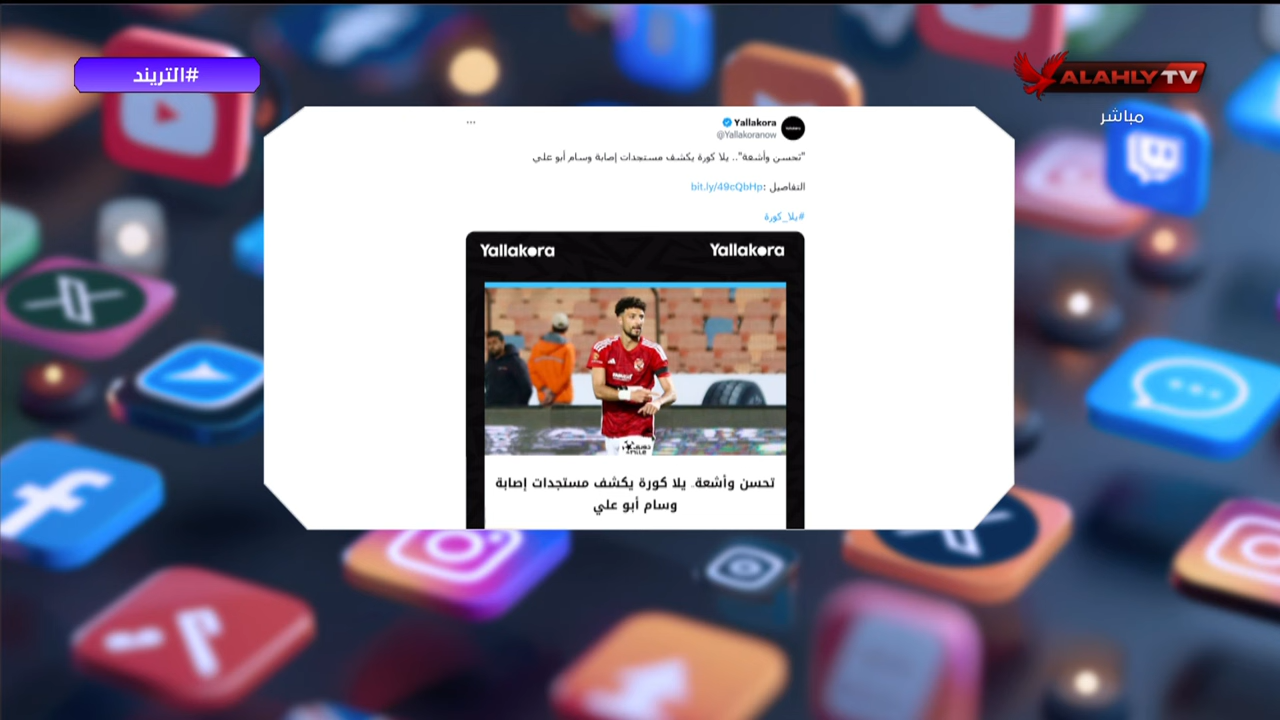 #التريند
ALAHLY TV
مباشر
Yallakora
@Yallakoranow
"تحسن وأشعة".. يلا كورة يكشف مستجدات إصابة وسام أبو علي
التفاصيل :bit.ly/49cQbHp
#يلا_كورة
Yallakora
Yallakora
تحسن وأشعة.. يلا كورة يكشف مستجدات إصابة
وسام أبو علي